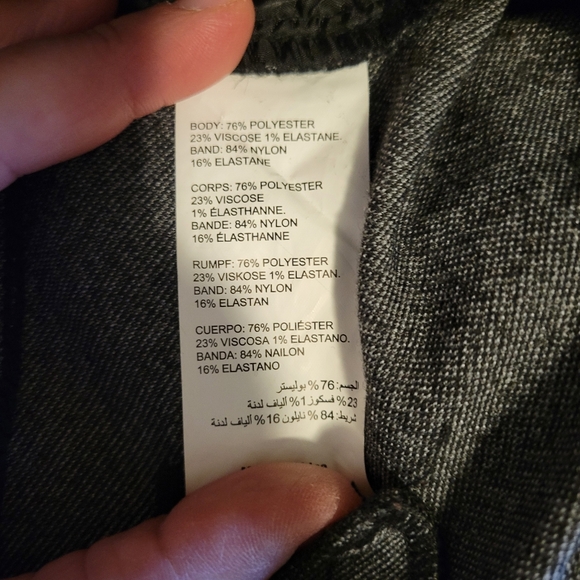 BODY: 76% POLYESTER
23% VISCOSE 1% ELASTANE.
BAND: 84% NYLON
16% ELASTANE
CORPS: 76% POLYESTER
23% VISCOSE
1% ÉLASTHANNE.
BANDE: 84% NYLON
16% ÉLASTHANNE
RUMPF: 76% POLYESTER
23% VISKOSE 1% ELASTAN.
BAND: 84% NYLON
16% ELASTAN
CUERPO: 76% POLIÉSTER
23% VISCOSA 1% ELASTANO.
BANDA: 84% NAILON
16% ELASTANO
الجسم: 76% بوليستر
23% فسكوز 1% ألياف لدنة
شريط: 84% نايلون 16% ألياف لدنة